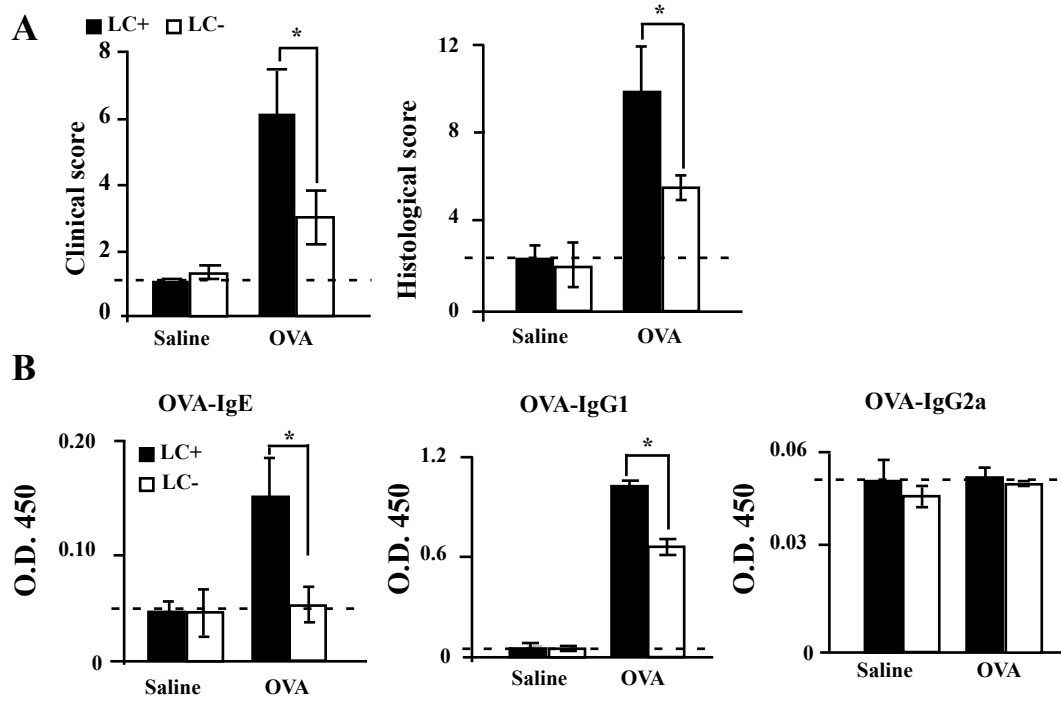 A
LC+ LC-
Clinical score
8
6
4
2
0
*
Saline OVA
Histological score
12
8
4
0
*
Saline OVA
B
OVA-IgE
O.D. 450
0.20
0.10
0
LC+
LC-
*
Saline OVA
OVA-IgG1
O.D. 450
1.2
0.6
0
*
Saline OVA
OVA-IgG2a
O.D. 450
0.06
0.03
0
Saline OVA